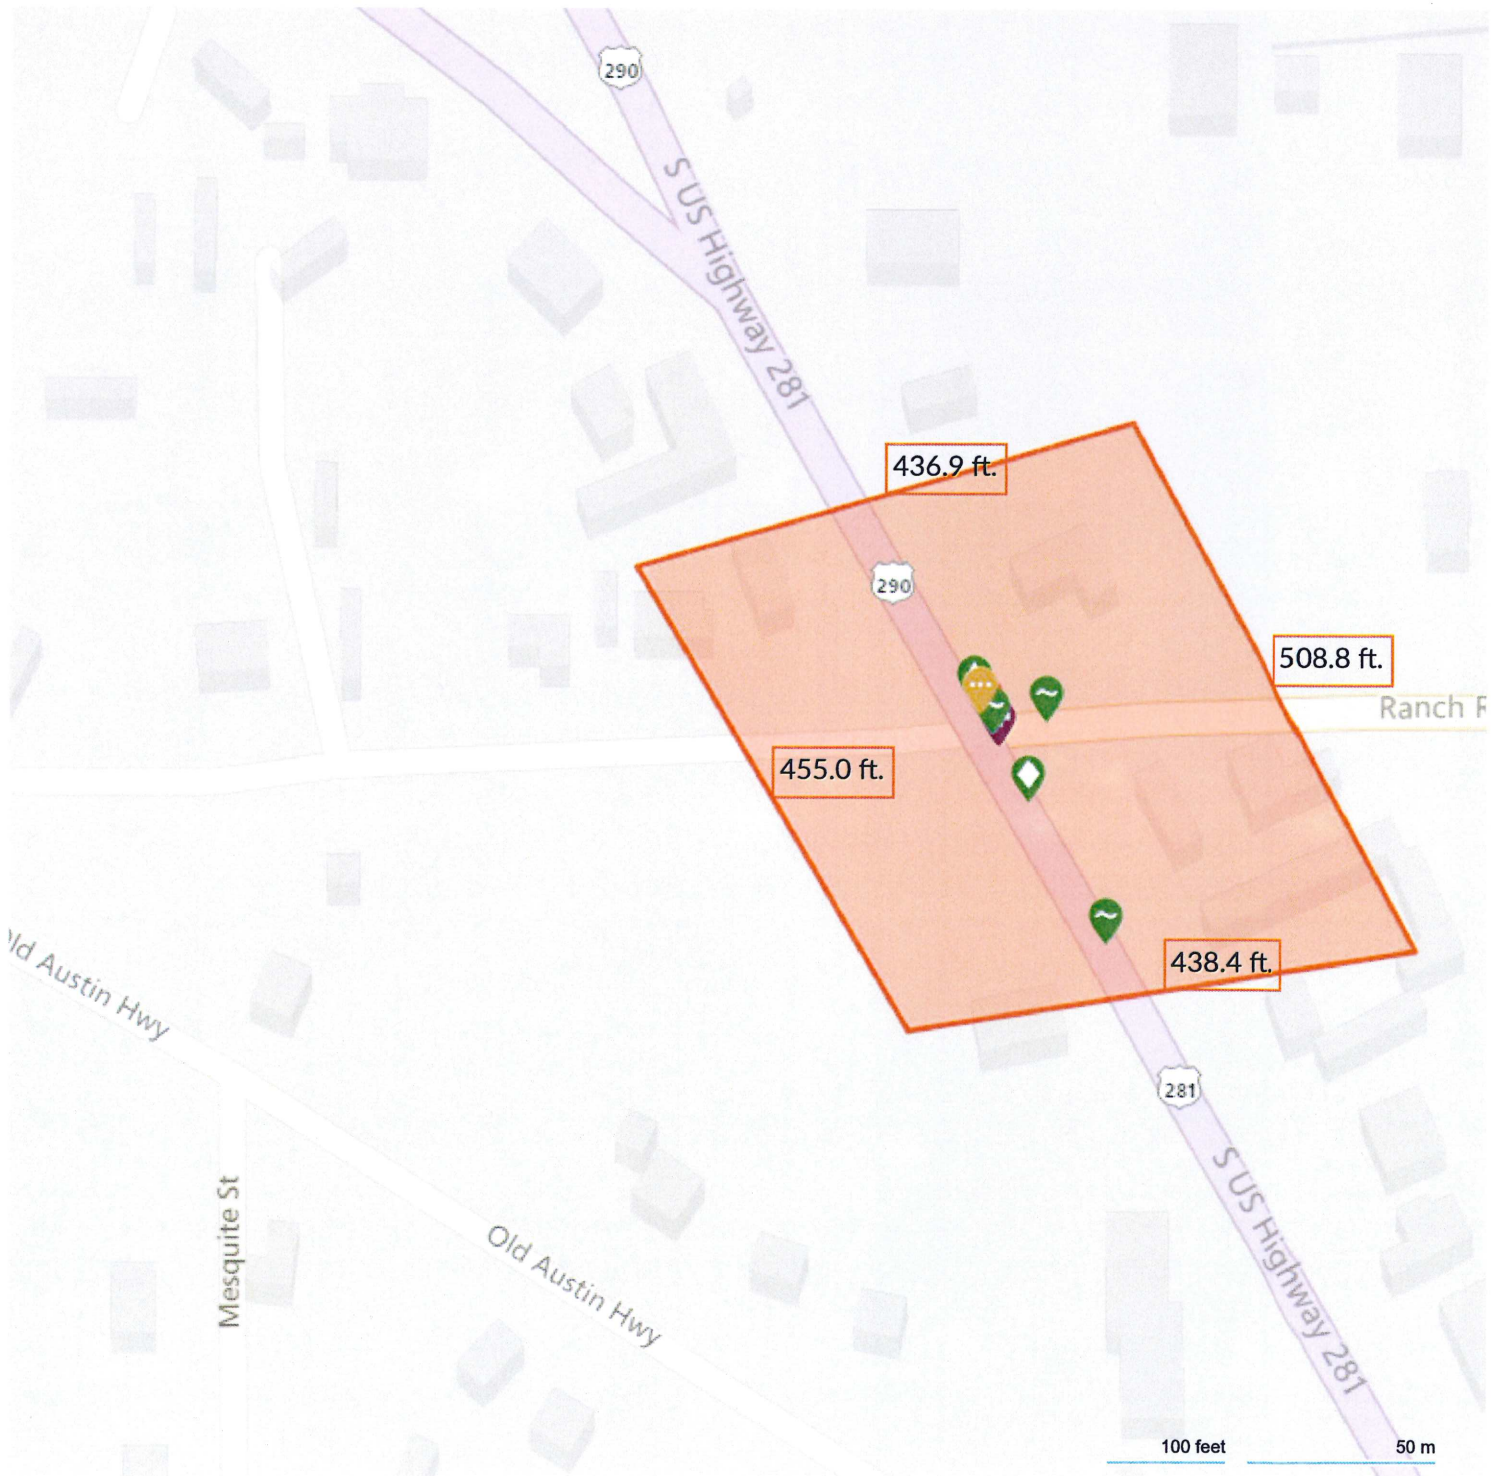 290
S US Highway 281
436.9 ft.
290
508.8 ft.
Ranch R
455.0 ft.
438.4 ft.
ld Austin Hwy
281
Mesquite St
Old Austin Hwy
S US Highway 281
100 feet
50 m